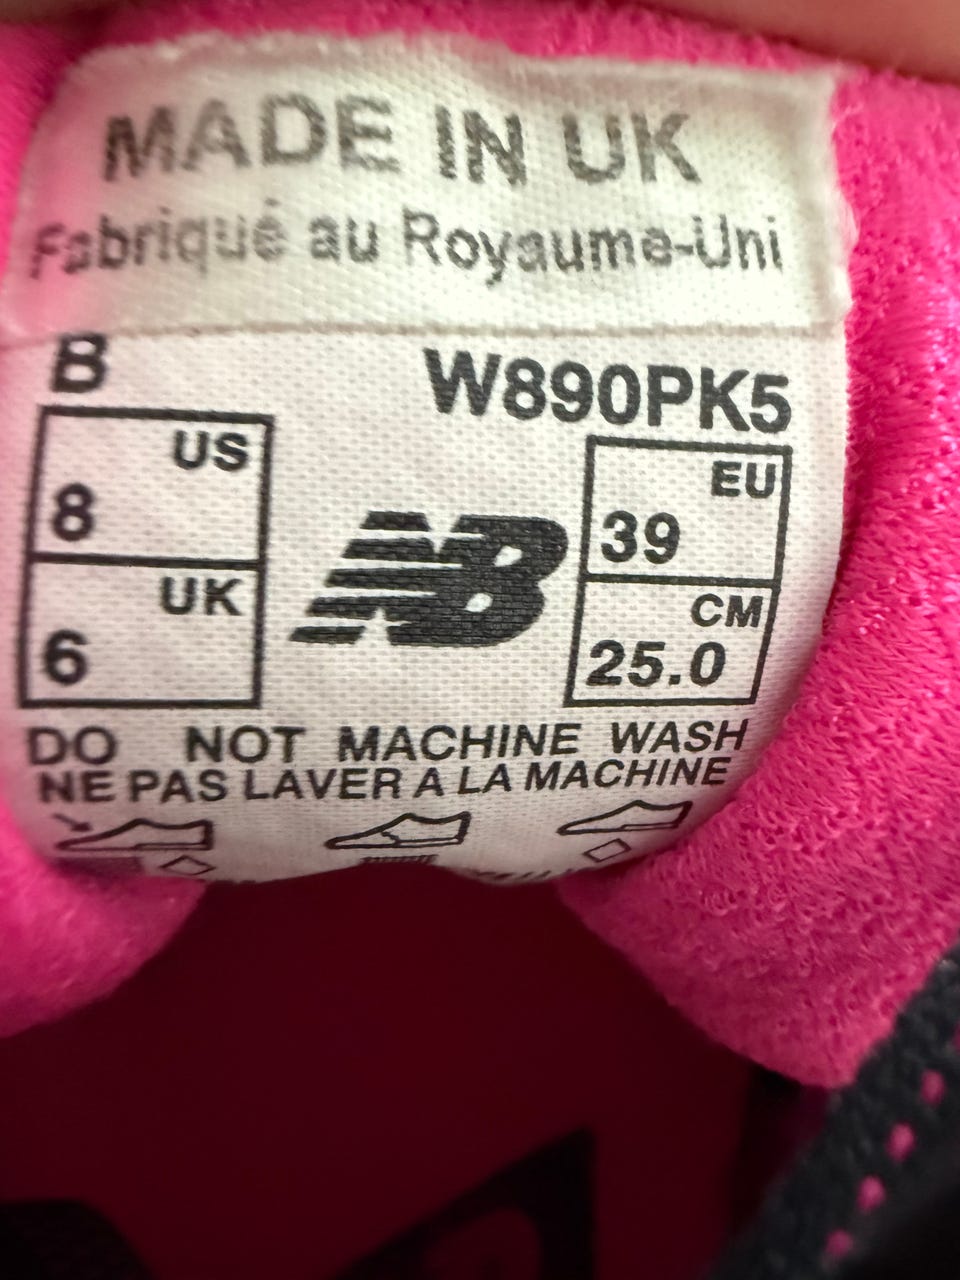 MADE IN UK
Fabriqué au Royaume-Uni
B
W890PK5
US
8
UK
6
NB
EU
39
CM
25.0
DO NOT MACHINE WASH
NE PAS LAVER A LA MACHINE